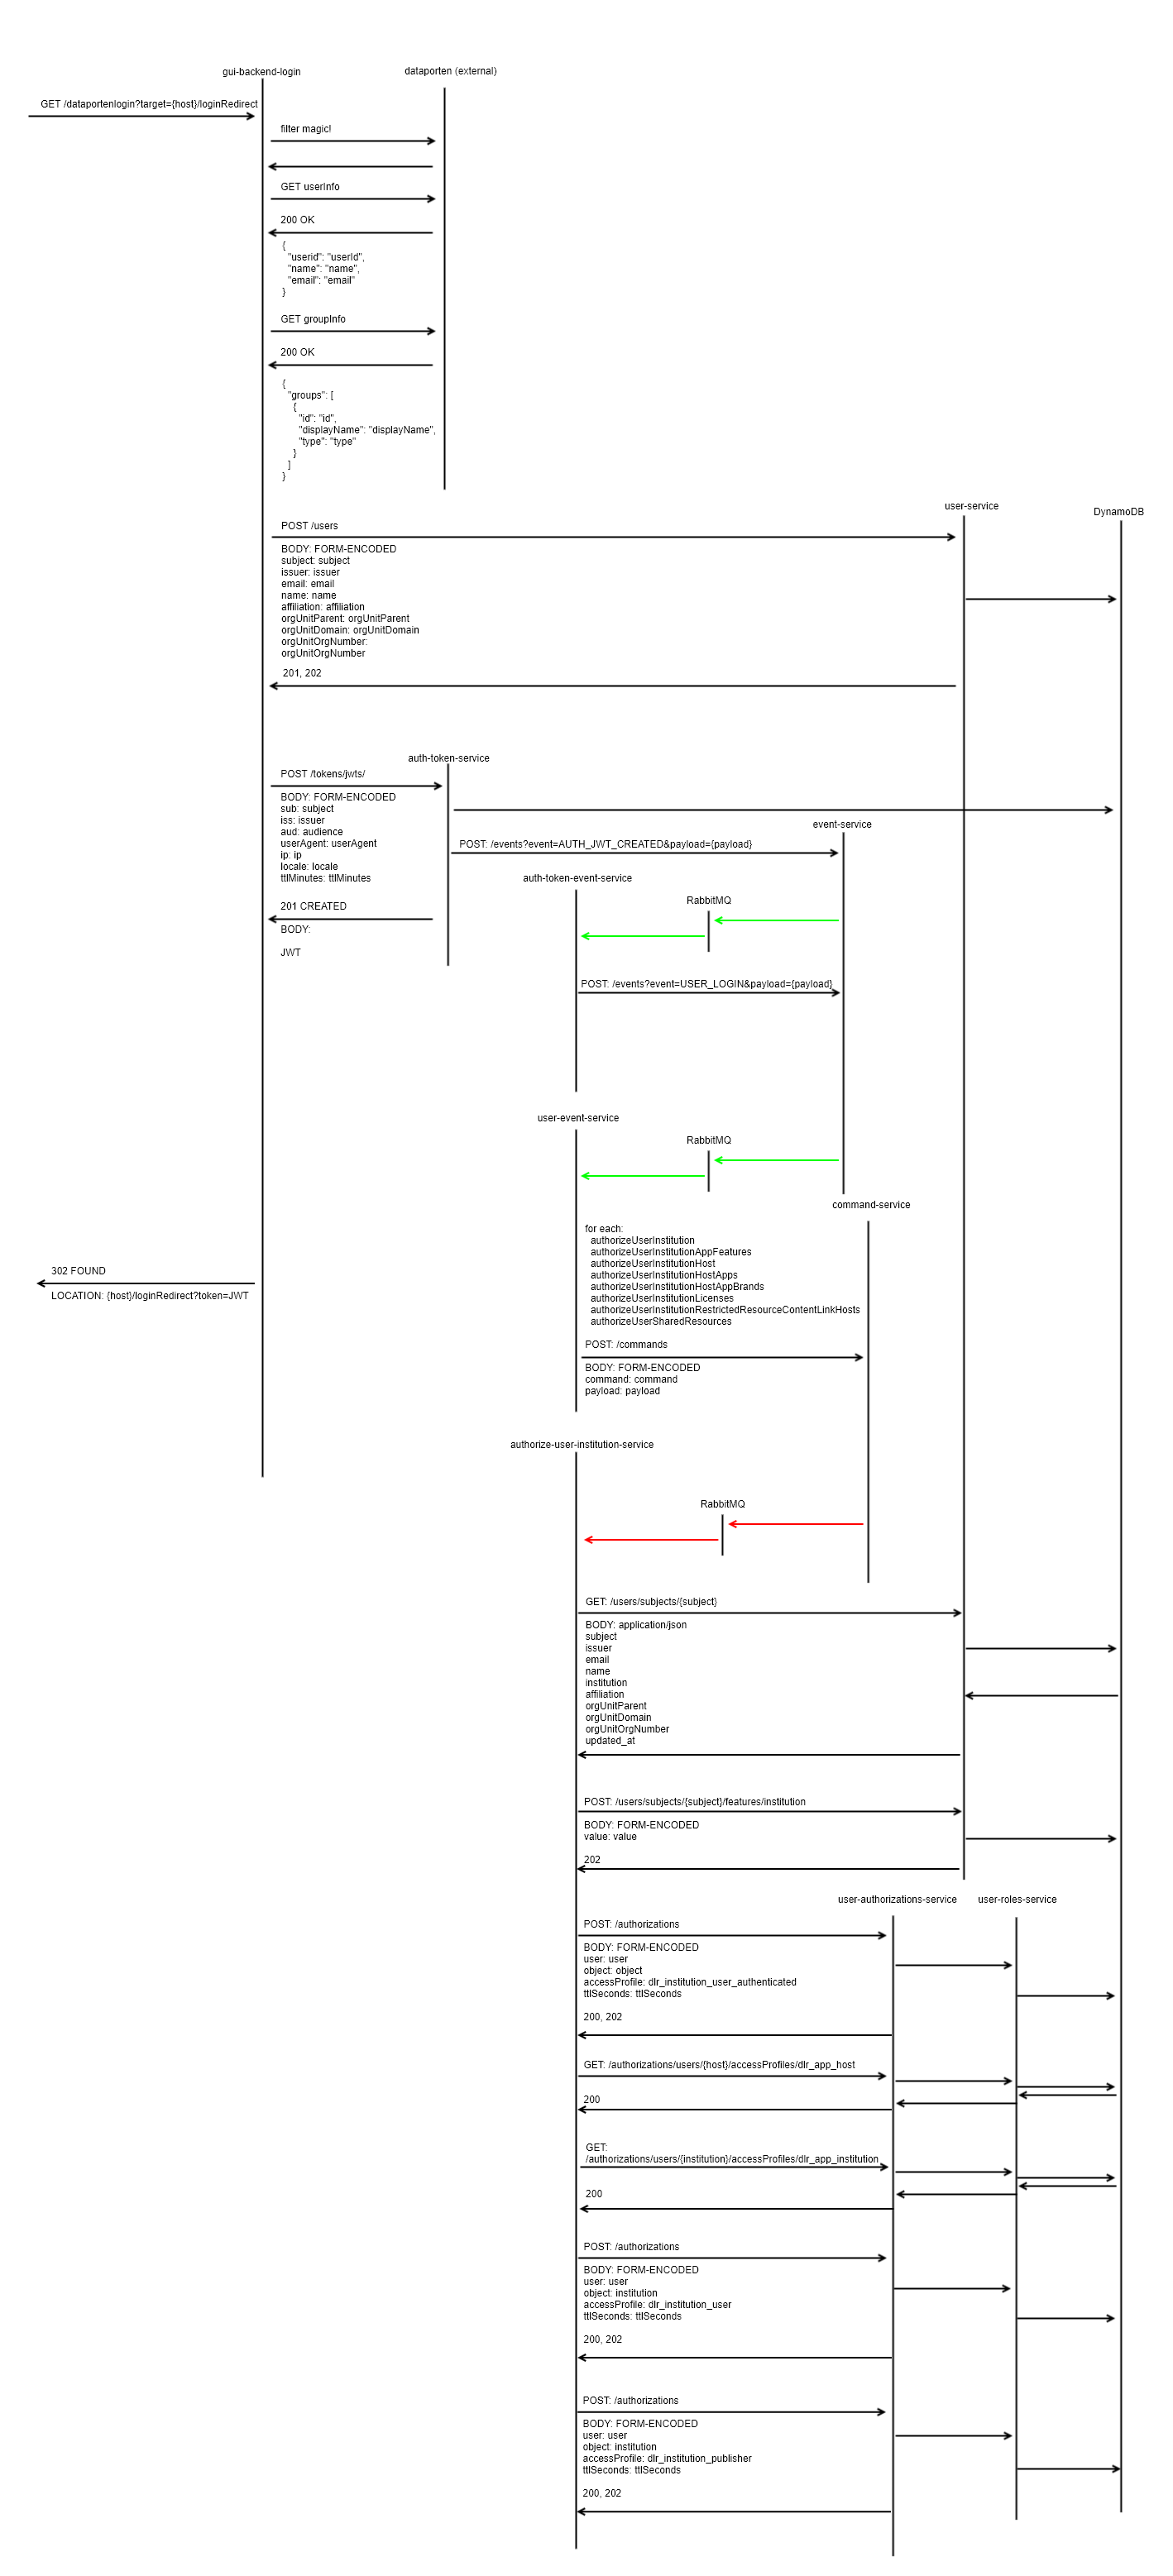 gui-backend-login
dataporten (external)
GET /dataportenlogin?target={host}/loginRedirect
filter magic!
GET userInfo
200 OK
{
"userid": "userId",
"name": "name",
"email": "email"
}
GET groupInfo
200 OK
{
"groups": [
{
"id": "id",
"displayName": "displayName",
"type": "type"
}
]
}
user-service
DynamoDB
POST /users
BODY: FORM-ENCODED
subject: subject
issuer: issuer
email: email
name: name
affiliation: affiliation
orgUnitParent: orgUnitParent
orgUnitDomain: orgUnitDomain
orgUnitOrgNumber:
orgUnitOrgNumber
201, 202
auth-token-service
POST /tokens/jwts/
BODY: FORM-ENCODED
sub: subject
iss: issuer
aud: audience
userAgent: userAgent
ip: ip
locale: locale
ttlMinutes: ttlMinutes
event-service
POST: /events?event=AUTH_JWT_CREATED&payload={payload}
auth-token-event-service
RabbitMQ
201 CREATED
BODY:
JWT
POST: /events?event=USER_LOGIN&payload={payload}
user-event-service
RabbitMQ
command-service
for each:
authorizeUserInstitution
authorizeUserInstitutionAppFeatures
authorizeUserInstitutionHost
authorizeUserInstitutionHostApps
authorizeUserInstitutionHostAppBrands
authorizeUserInstitutionLicenses
authorizeUserInstitutionRestrictedResourceContentLinkHosts
authorizeUserSharedResources
302 FOUND
LOCATION: {host}/loginRedirect?token=JWT
POST: /commands
BODY: FORM-ENCODED
command: command
payload: payload
authorize-user-institution-service
RabbitMQ
GET: /users/subjects/{subject}
BODY: application/json
subject
issuer
email
name
institution
affiliation
orgUnitParent
orgUnitDomain
orgUnitOrgNumber
updated_at
POST: /users/subjects/{subject}/features/institution
BODY: FORM-ENCODED
value: value
202
user-authorizations-service
user-roles-service
POST: /authorizations
BODY: FORM-ENCODED
user: user
object: object
accessProfile: dlr_institution_user_authenticated
ttlSeconds: ttlSeconds
200, 202
GET: /authorizations/users/{host}/accessProfiles/dlr_app_host
200
GET:
/authorizations/users/{institution}/accessProfiles/dlr_app_institution
200
POST: /authorizations
BODY: FORM-ENCODED
user: user
object: institution
accessProfile: dlr_institution_user
ttlSeconds: ttlSeconds
200, 202
POST: /authorizations
BODY: FORM-ENCODED
user: user
object: institution
accessProfile: dlr_institution_publisher
ttlSeconds: ttlSeconds
200, 202